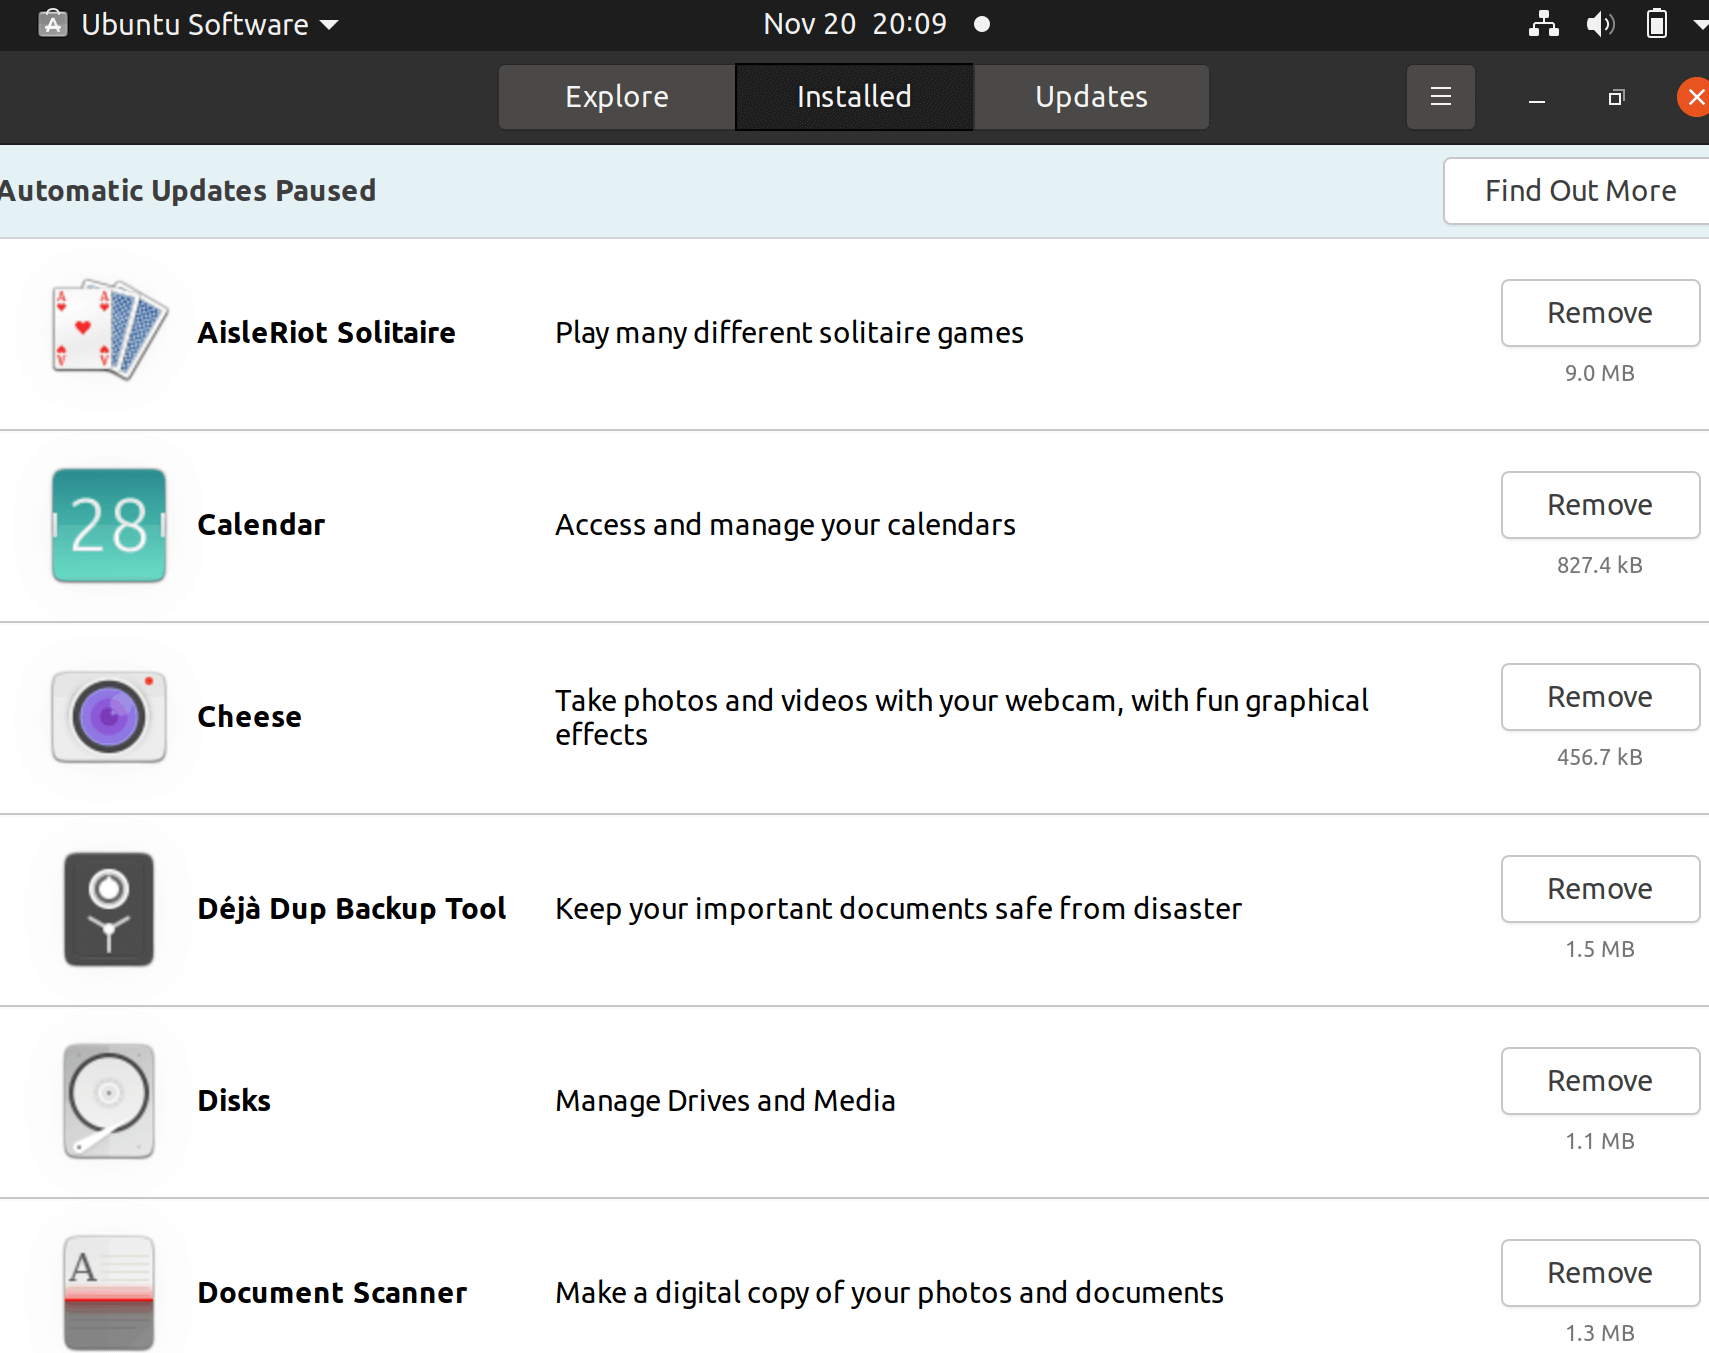 Ubuntu Software
Nov 20 20:09
Explore
Installed
Updates
Automatic Updates Paused
Find Out More
AisleRiot Solitaire
Play many different solitaire games
Remove
9.0 MB
28
Calendar
Access and manage your calendars
Remove
827.4 kB
Cheese
Take photos and videos with your webcam, with fun graphical
effects
Remove
456.7 kB
Déjà Dup Backup Tool
Keep your important documents safe from disaster
Remove
1.5 MB
Disks
Manage Drives and Media
Remove
1.1 MB
A
Document Scanner
Make a digital copy of your photos and documents
Remove
1.3 MB